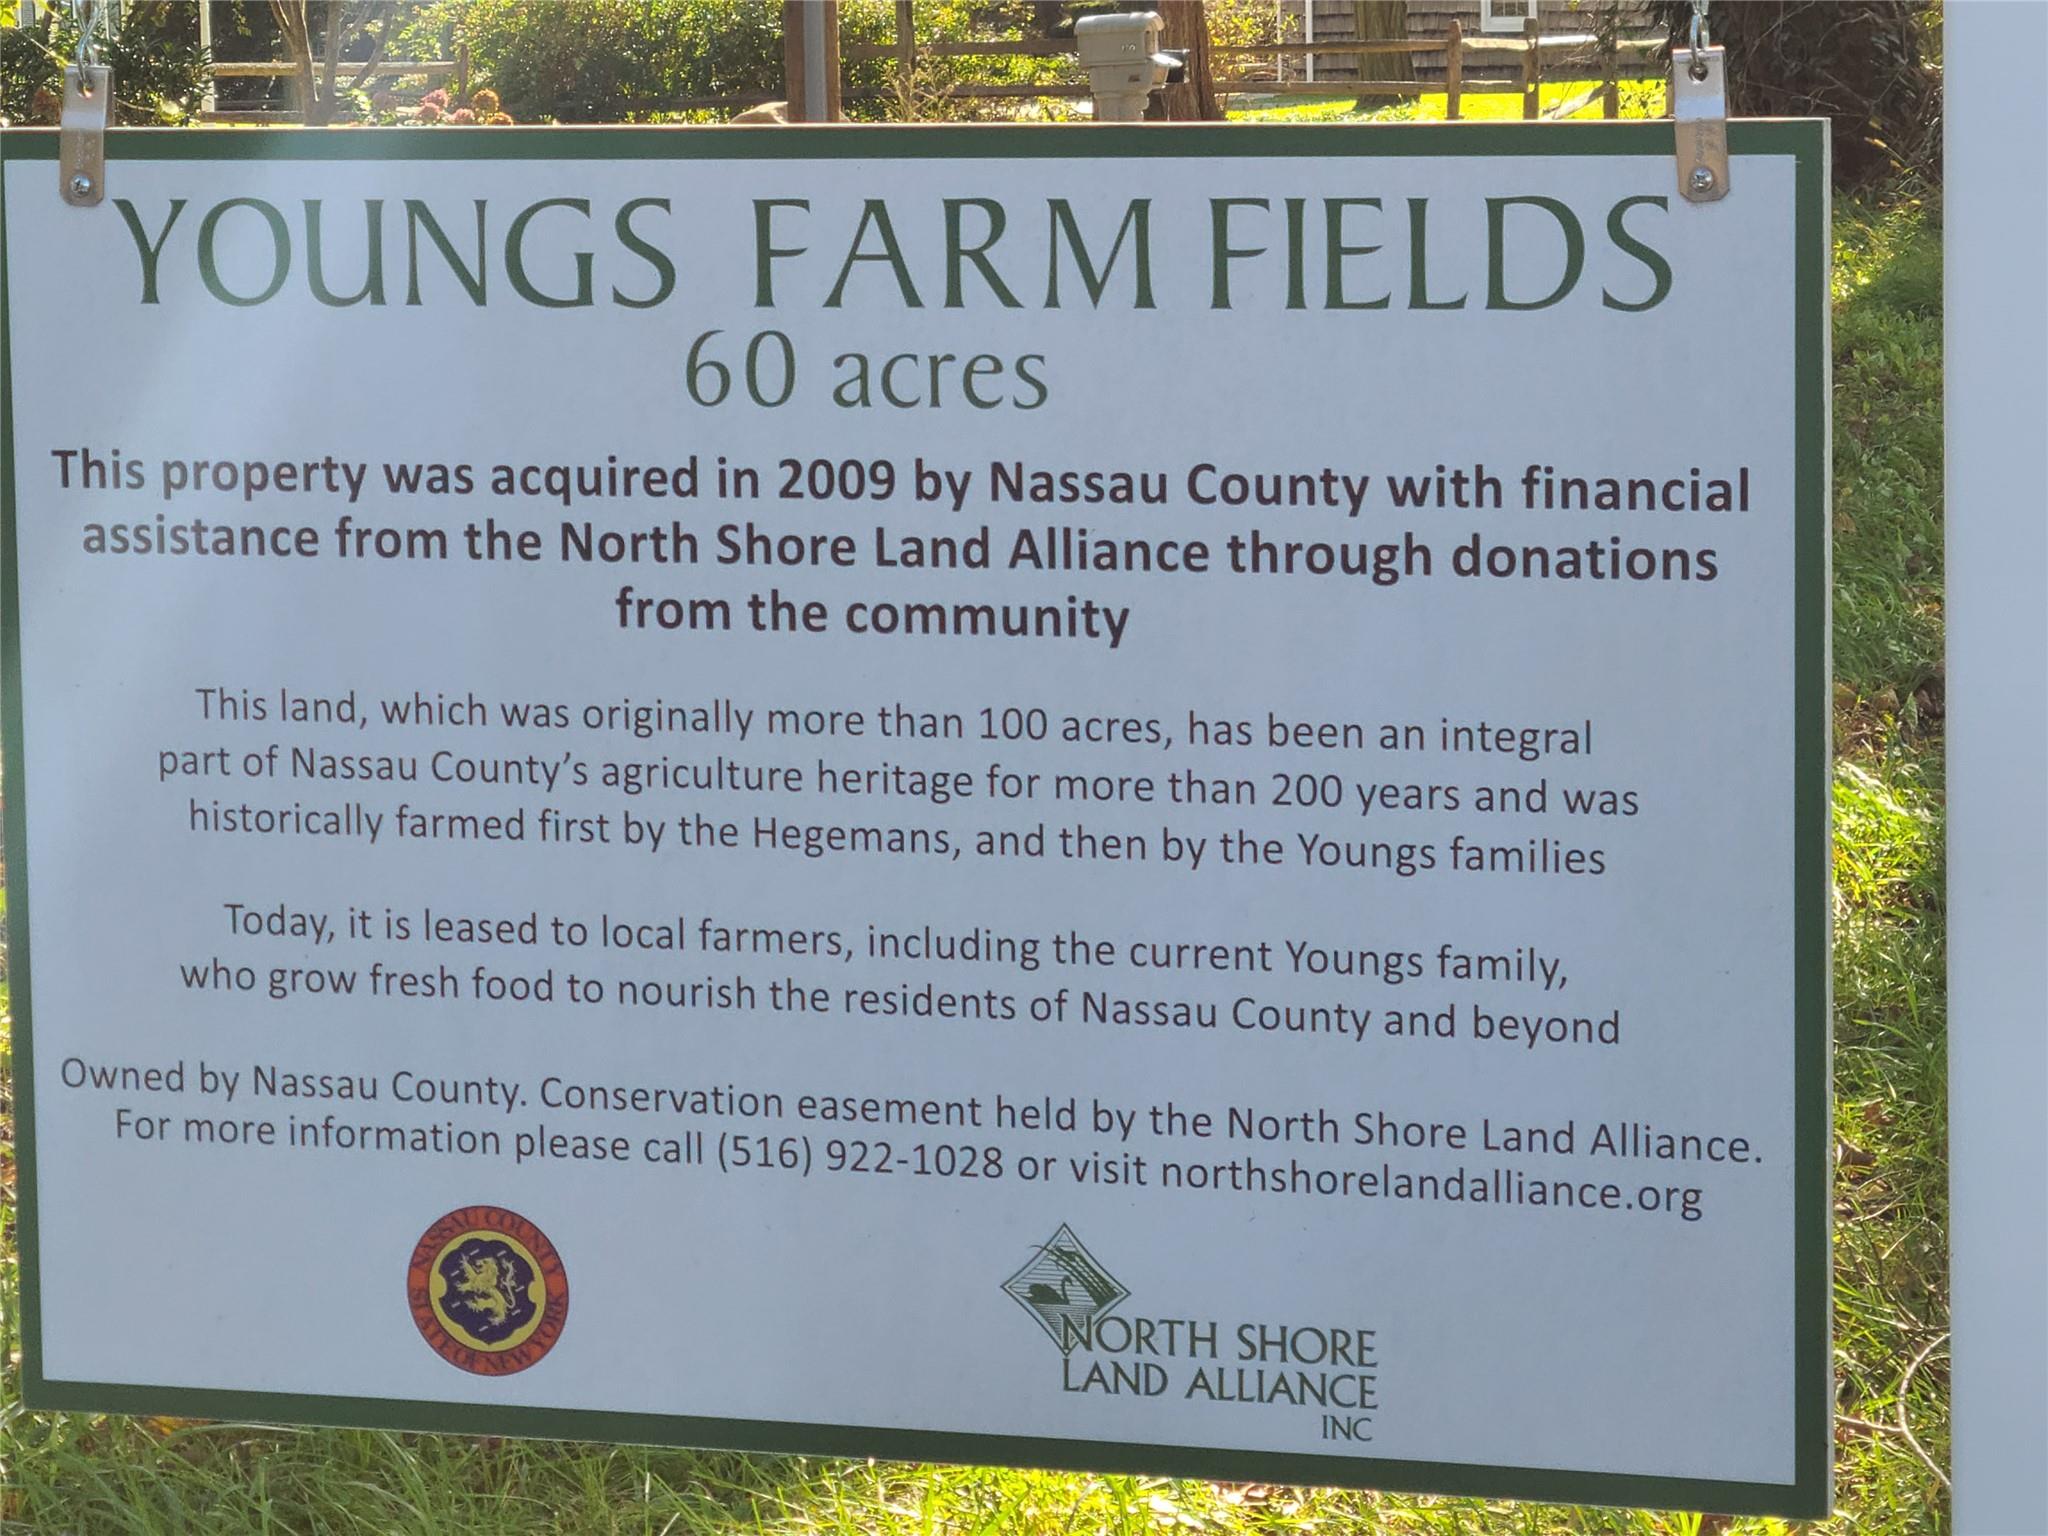 YOUNGS FARM FIELDS
60 acres
This property was acquired in 2009 by Nassau County with financial
assistance from the North Shore Land Alliance through donations
from the community
This land, which was originally more than 100 acres, has been an integral
part of Nassau County's agriculture heritage for more than 200 years and was
historically farmed first by the Hegemans, and then by the Youngs families
Today, it is leased to local farmers, including the current Youngs family,
who grow fresh food to nourish the residents of Nassau County and beyond
Owned by Nassau County. Conservation easement held by the North Shore Land Alliance.
For more information please call (516) 922-1028 or visit northshorelandalliance.org
NASSAU COUNTY
STATE OF NEW YORK
NORTH SHORE
LAND ALLIANCE
INC